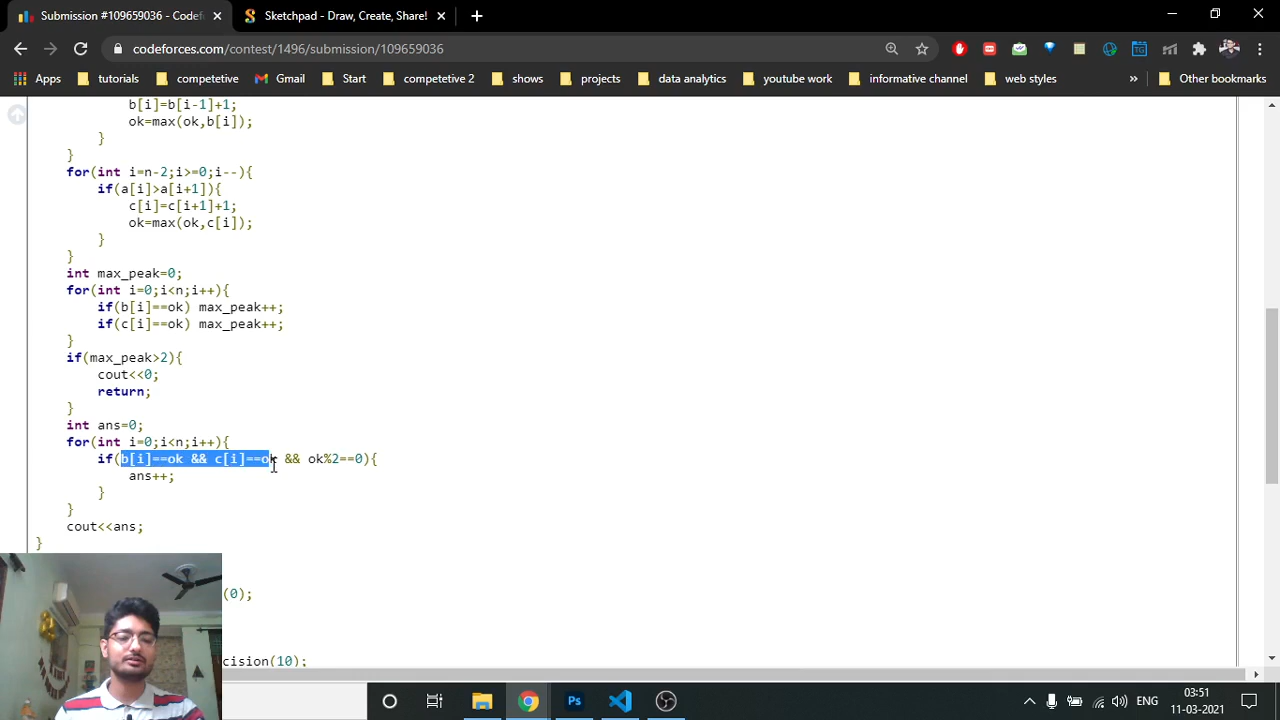 Submission #109659036 - Codef
Sketchpad - Draw, Create, Share!
codeforces.com/contest/1496/submission/109659036
Apps tutorials competetive Gmail Start competetive 2 shows projects data analytics youtube work informative channel web styles » Other bookmarks
b[i]=b[i-1]+1;
ok=max(ok,b[i]);
}
}
for(int i=n-2;i>=0;i--){
if(a[i]>a[i+1]){
c[i]=c[i+1]+1;
ok=max(ok,c[i]);
}
}
int max_peak=0;
for(int i=0;i<n;i++){
if(b[i]==ok) max_peak++;
if(c[i]==ok) max_peak++;
}
if(max_peak>2){
cout<<0;
return;
}
int ans=0;
for(int i=0;i<n;i++){
if(b[i]==ok && c[i]==ok && ok%2==0){
ans++;
}
}
cout<<ans;
}
(0);
cision(10);
Ps
ENG
03:51
11-03-2021